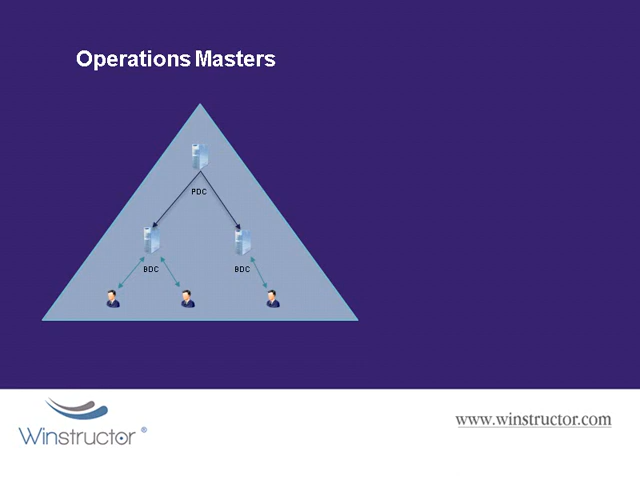 Operations Masters
PDC
BDC BDC
Winstructor ®
www.winstructor.com